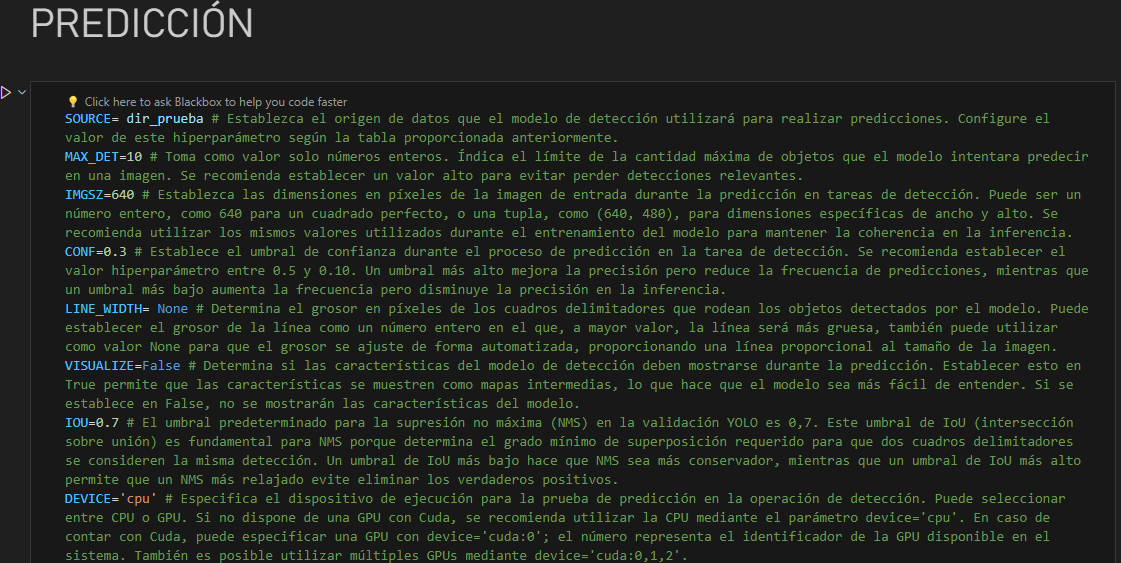 PREDICCIÓN
Click here to ask Blackbox to help you code faster
SOURCE= dir_prueba # Establezca el origen de datos que el modelo de detección utilizará para realizar predicciones. Configure el
valor de este hiperparámetro según la tabla proporcionada anteriormente.
MAX_DET=10 # Toma como valor solo números enteros. Índica el límite de la cantidad máxima de objetos que el modelo intentara predecir
en una imagen. Se recomienda establecer un valor alto para evitar perder detecciones relevantes.
IMGSZ=640 # Establezca las dimensiones en píxeles de la imagen de entrada durante la predicción en tareas de detección. Puede ser un
número entero, como 640 para un cuadrado perfecto, o una tupla, como (640, 480), para dimensiones específicas de ancho y alto. Se
recomienda utilizar los mismos valores utilizados durante el entrenamiento del modelo para mantener la coherencia en la inferencia.
CONF=0.3 # Establece el umbral de confianza durante el proceso de predicción en la tarea de detección. Se recomienda establecer el
valor hiperparámetro entre 0.5 y 0.10. Un umbral más alto mejora la precisión pero reduce la frecuencia de predicciones, mientras que
un umbral más bajo aumenta la frecuencia pero disminuye la precisión en la inferencia.
LINE_WIDTH= None # Determina el grosor en píxeles de los cuadros delimitadores que rodean los objetos detectados por el modelo. Puede
establecer el grosor de la línea como un número entero en el que, a mayor valor, la línea será más gruesa, también puede utilizar
como valor None para que el grosor se ajuste de forma automatizada, proporcionando una línea proporcional al tamaño de la imagen.
VISUALIZE=False # Determina si las características del modelo de detección deben mostrarse durante la predicción. Establecer esto en
True permite que las características se muestren como mapas intermedias, lo que hace que el modelo sea más fácil de entender. Si se
establece en False, no se mostrarán las características del modelo.
IOU=0.7 # El umbral predeterminado para la supresión no máxima (NMS) en la validación YOLO es 0,7. Este umbral de IoU (intersección
sobre unión) es fundamental para NMS porque determina el grado mínimo de superposición requerido para que dos cuadros delimitadores
se consideren la misma detección. Un umbral de IoU más bajo hace que NMS sea más conservador, mientras que un umbral de IoU más alto
permite que un NMS más relajado evite eliminar los verdaderos positivos.
DEVICE='cpu' # Especifica el dispositivo de ejecución para la prueba de predicción en la operación de detección. Puede seleccionar
entre CPU o GPU. Si no dispone de una GPU con Cuda, se recomienda utilizar la CPU mediante el parámetro device='cpu'. En caso de
contar con Cuda, puede especificar una GPU con device='cuda:0'; el número representa el identificador de la GPU disponible en el
sistema. También es posible utilizar múltiples GPUs mediante device='cuda:0,1,2'.